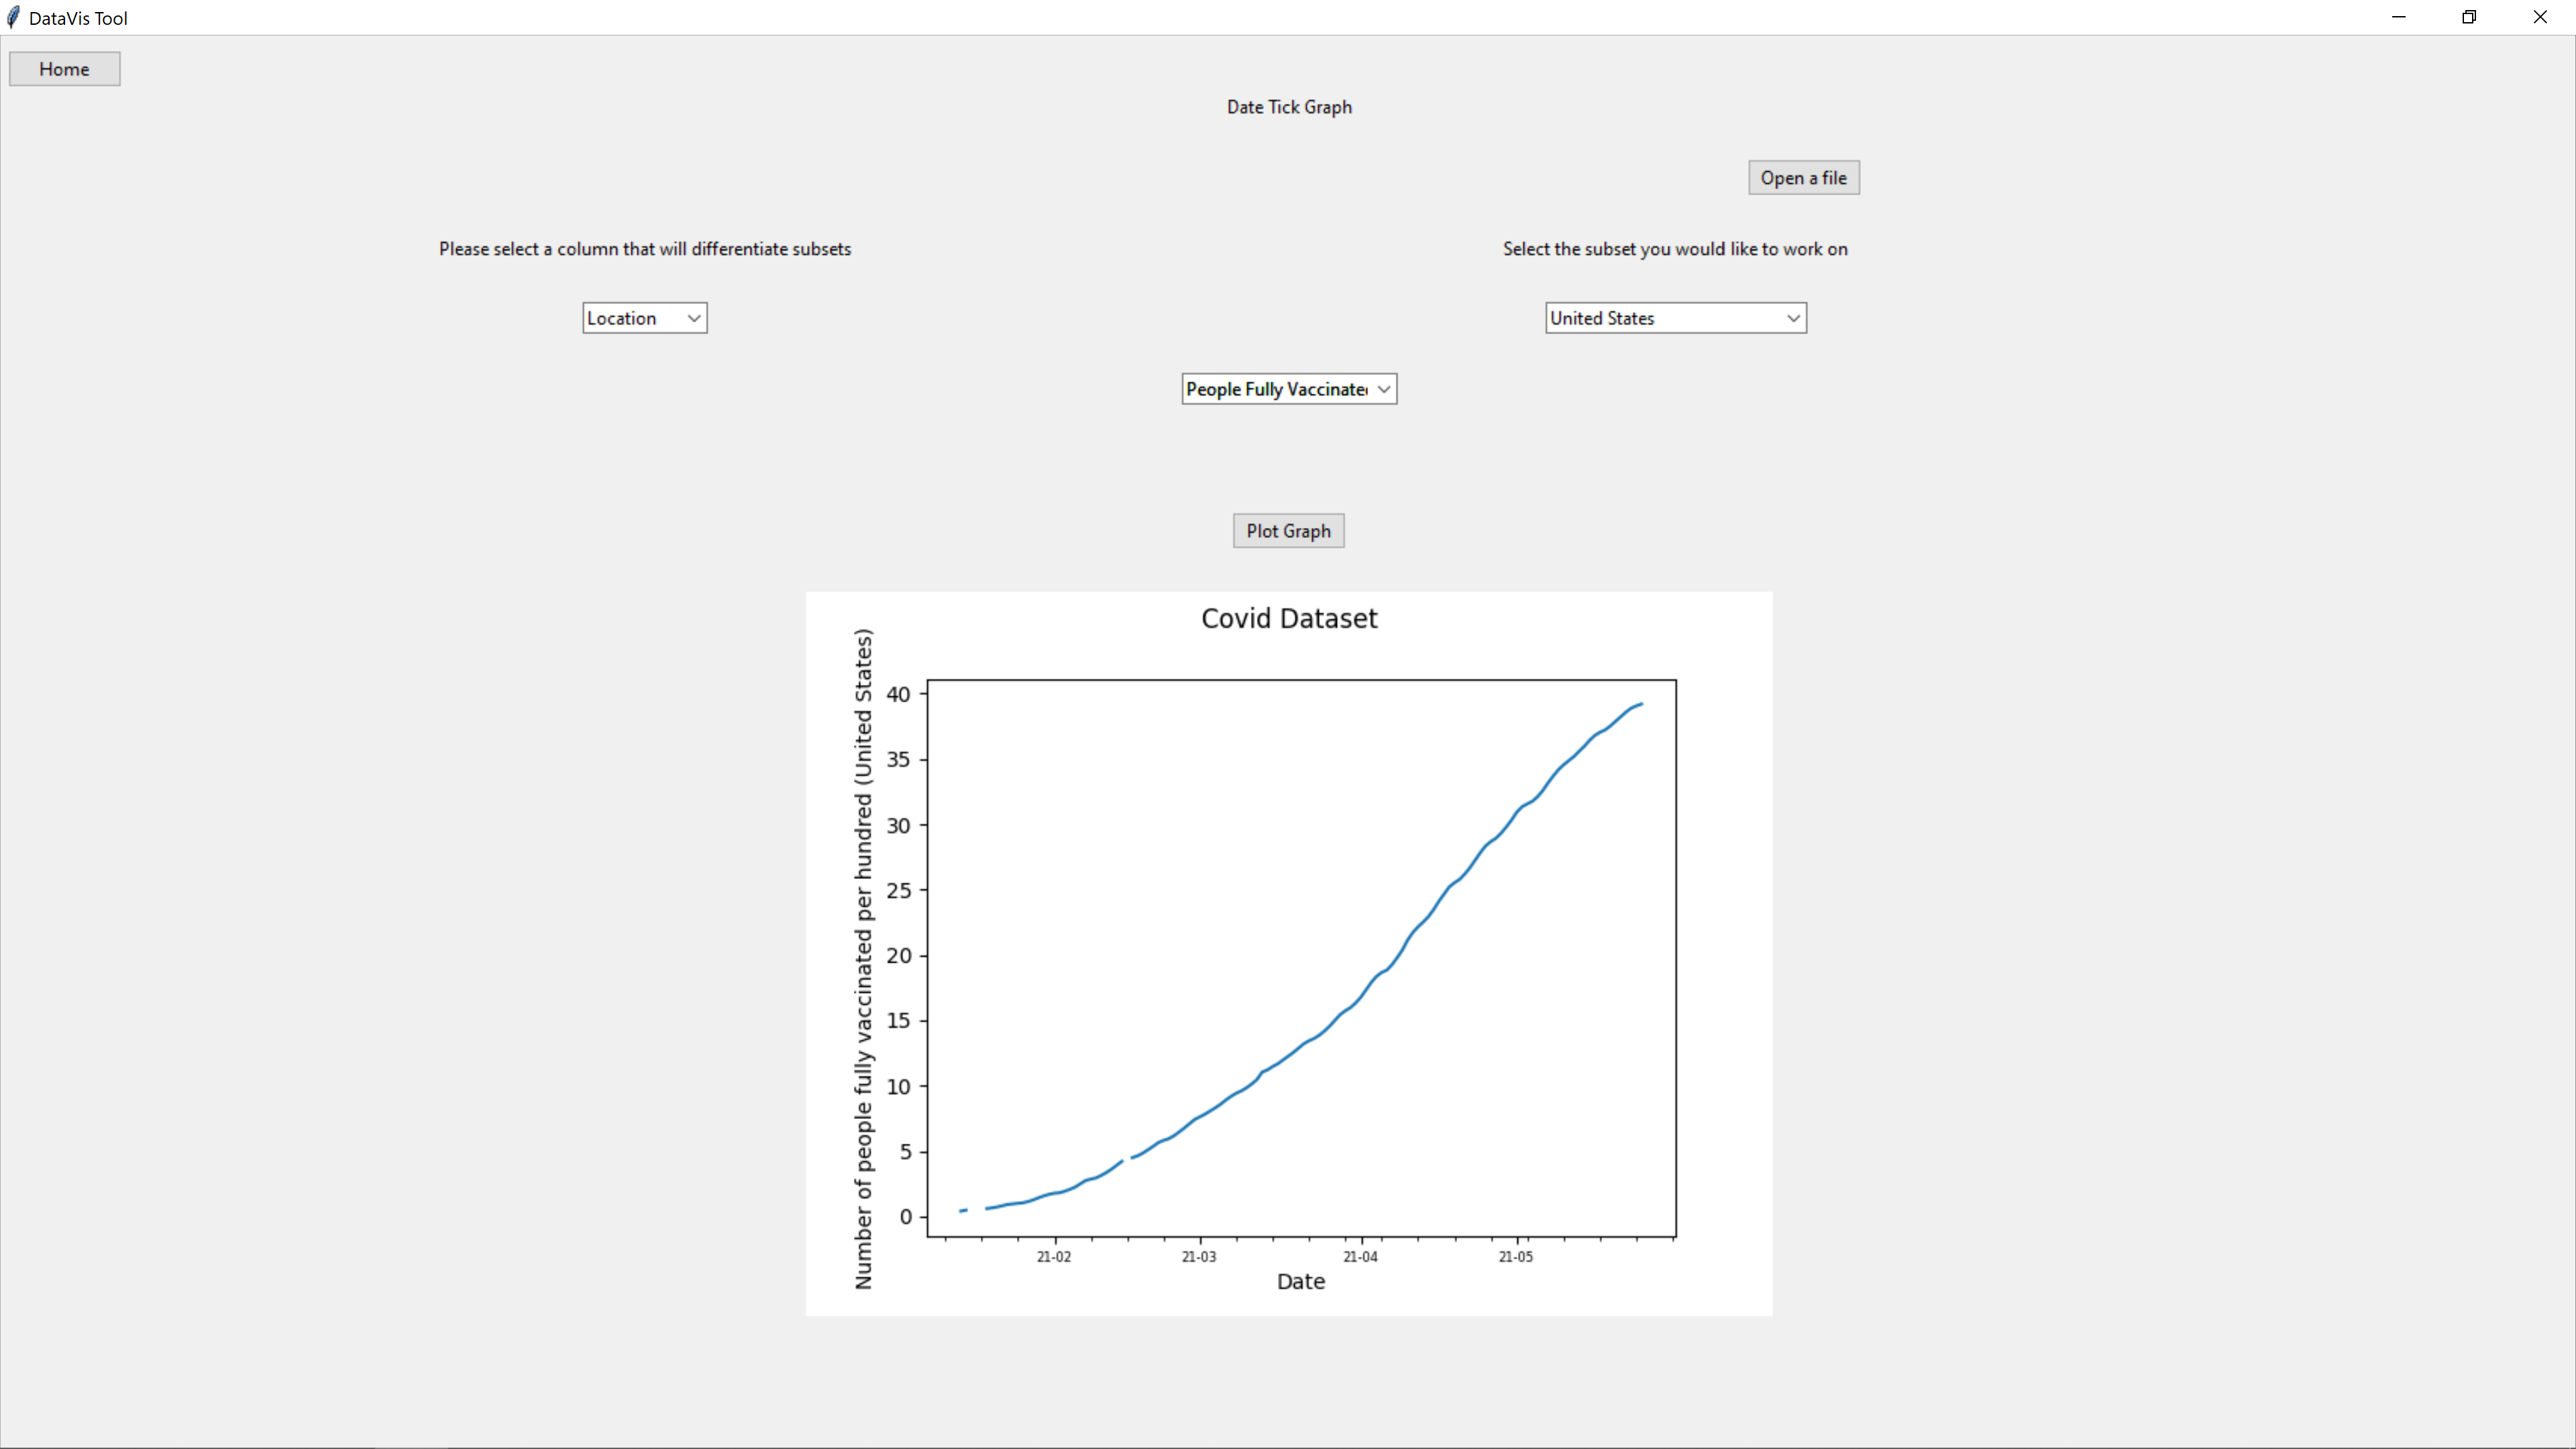 DataVis Tool
Home
Date Tick Graph
Open a file
Please select a column that will differentiate subsets
Select the subset you would like to work on
Location
United States
People Fully Vaccinate
Plot Graph
Covid Dataset
Number of people fully vaccinated per hundred (United States)
40
35
30
25
20
15
10
5
0
21-02 21-03 21-04 21-05
Date